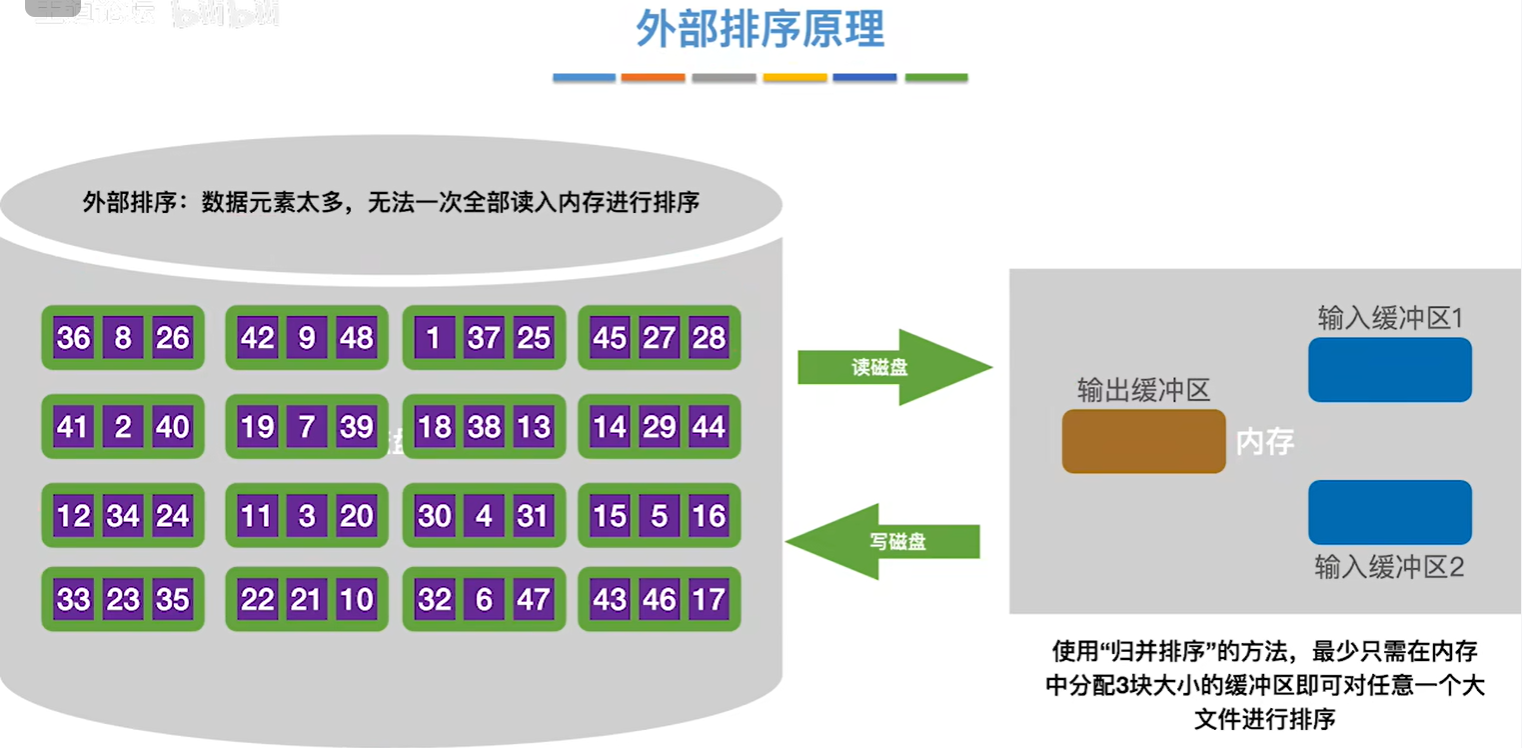 外部排序原理
外部排序：数据元素太多，无法一次全部读入内存进行排序
36 8 26 42 9 48 1 37 25 45 27 28
41 2 40 19 7 39 18 38 13 14 29 44
12 34 24 11 3 20 30 4 31 15 5 16
33 23 35 22 21 10 32 6 47 43 46 17
读磁盘
写磁盘
输入缓冲区1
输出缓冲区
内存
输入缓冲区2
使用“归并排序”的方法，最少只需在内存
中分配3块大小的缓冲区即可对任意一个大
文件进行排序